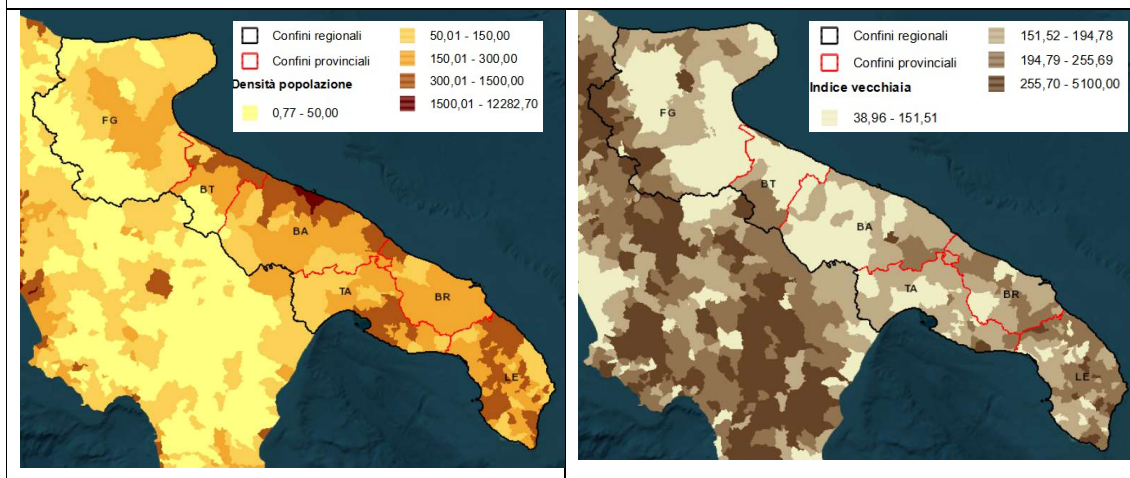 Confini regionali
Confini provinciali
Densità popolazione
0,77 - 50,00
50,01 - 150,00
150,01 - 300,00
300,01 - 1500,00
1500,01 - 12282,70
FG
BT
BA
TA
BR
LE
Confini regionali
Confini provinciali
Indice vecchiaia
38,96 - 151,51
151,52 - 194,78
194,79 - 255,69
255,70 - 5100,00
FG
BT
BA
TA
BR
LE